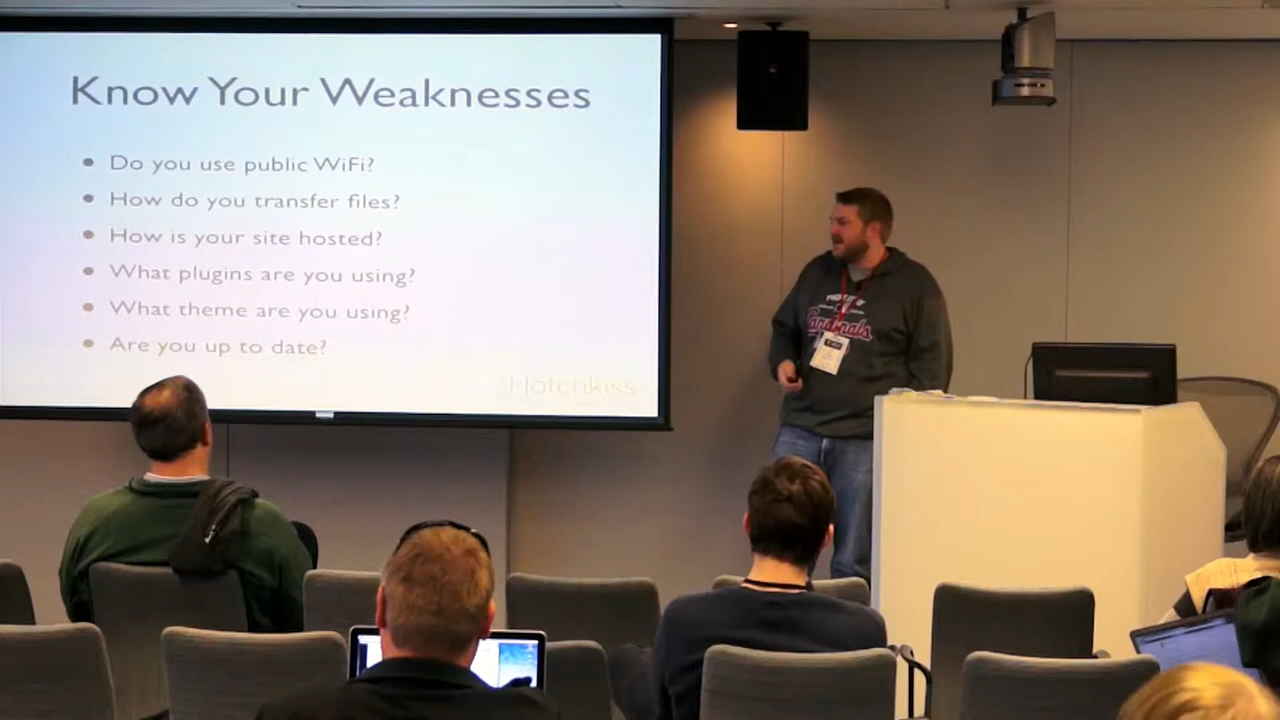 Know Your Weaknesses
Do you use public WiFi?
How do you transfer files?
How is your site hosted?
What plugins are you using?
What theme are you using?
Are you up to date?
Hotchkiss
Cardinals